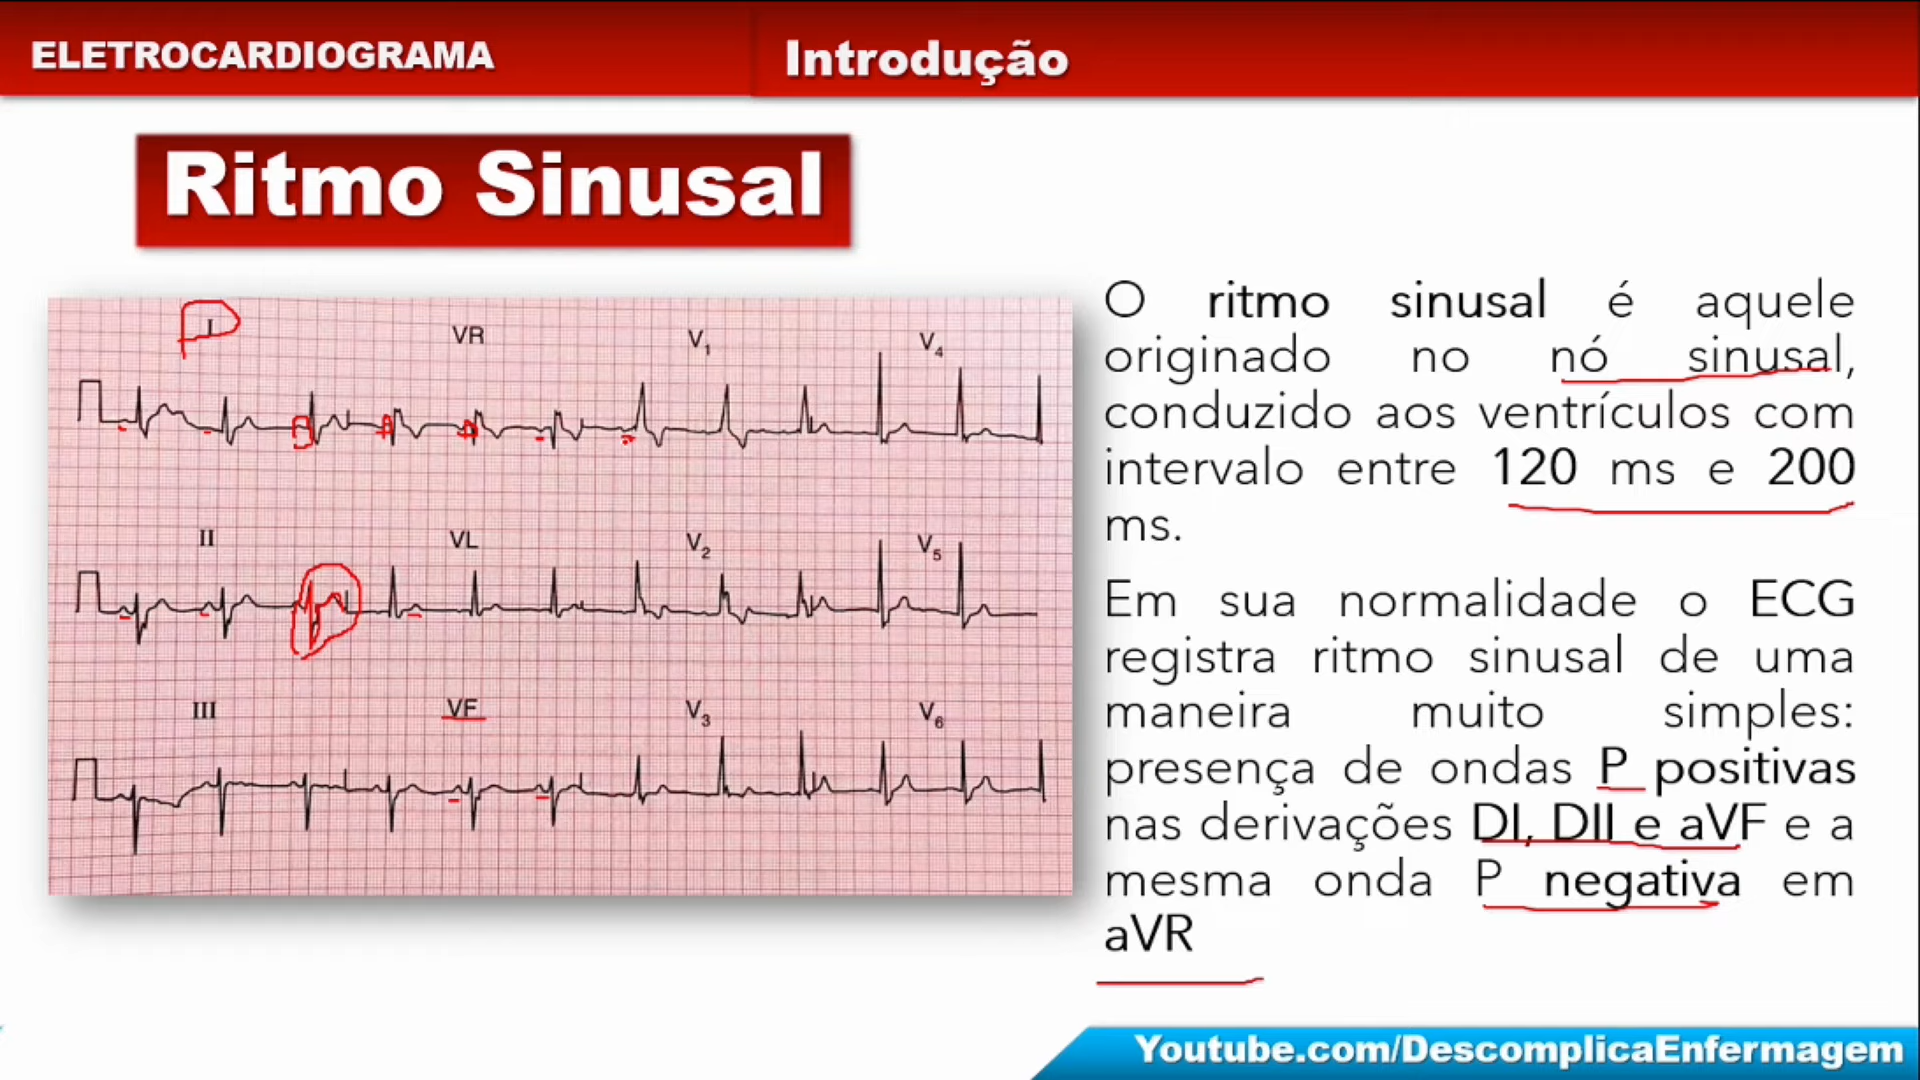 ELETROCARDIOGRAMA
Introdução
Ritmo Sinusal
I
VR
V1
V4
II
VL
V2
V5
III
VF
V3
V6
O ritmo sinusal é aquele
originado no nó sinusal,
conduzido aos ventrículos com
intervalo entre 120 ms e 200
ms.
Em sua normalidade o ECG
registra ritmo sinusal de uma
maneira muito simples:
presença de ondas P positivas
nas derivações DI, DII e aVF e a
mesma onda P negativa em
aVR
Youtube.com/DescomplicaEnfermagem